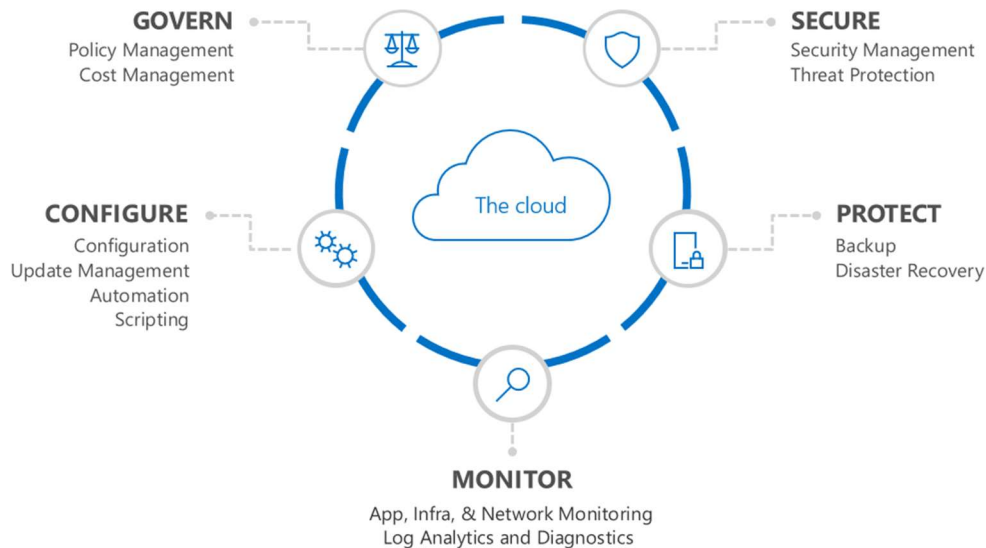 GOVERN
Policy Management
Cost Management
SECURE
Security Management
Threat Protection
The cloud
CONFIGURE
Configuration
Update Management
Automation
Scripting
PROTECT
Backup
Disaster Recovery
MONITOR
App, Infra, & Network Monitoring
Log Analytics and Diagnostics